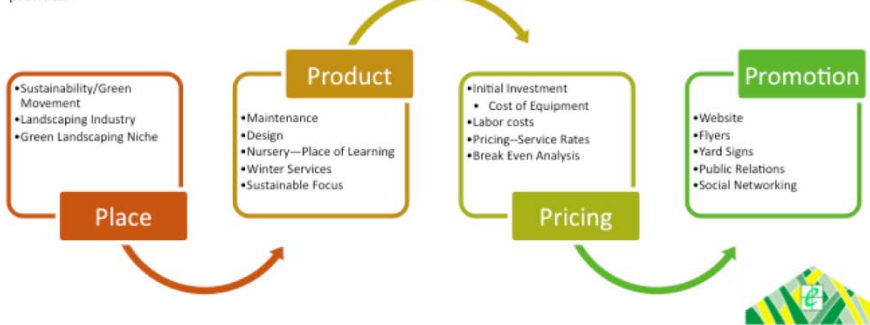 Place
•Sustainability/Green
Movement
•Landscaping Industry
•Green Landscaping Niche
Product
•Maintenance
•Design
•Nursery—Place of Learning
•Winter Services
•Sustainable Focus
Pricing
•Initial Investment
• Cost of Equipment
•Labor costs
•Pricing--Service Rates
•Break Even Analysis
Promotion
•Website
•Flyers
•Yard Signs
•Public Relations
•Social Networking